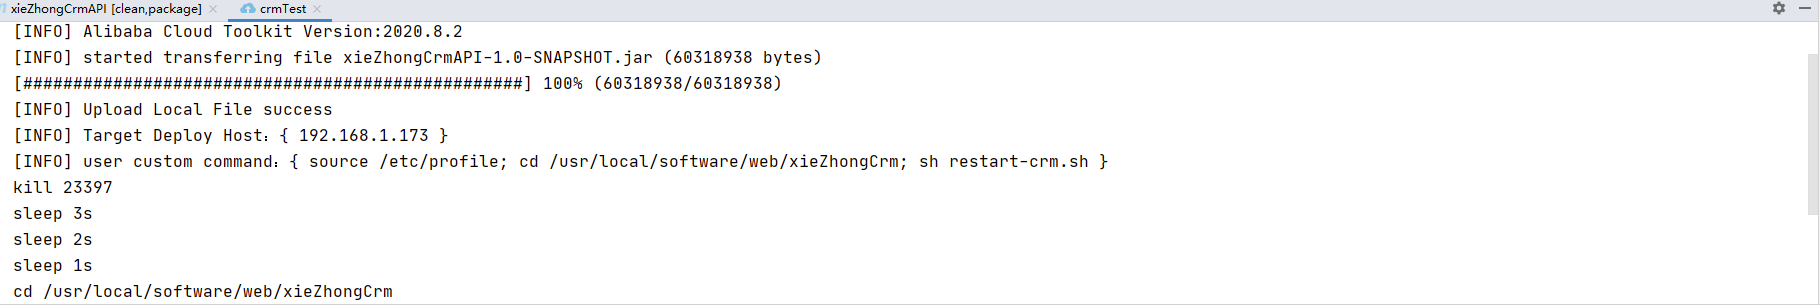 xieZhongCrmAPI [clean,package]
crmTest
[INFO] Alibaba Cloud Toolkit Version:2020.8.2
[INFO] started transferring file xieZhongCrmAPI-1.0-SNAPSHOT.jar (60318938 bytes)
[##################################################] 100% (60318938/60318938)
[INFO] Upload Local File success
[INFO] Target Deploy Host：{ 192.168.1.173 }
[INFO] user custom command：{ source /etc/profile; cd /usr/local/software/web/xieZhongCrm; sh restart-crm.sh }
kill 23397
sleep 3s
sleep 2s
sleep 1s
cd /usr/local/software/web/xieZhongCrm